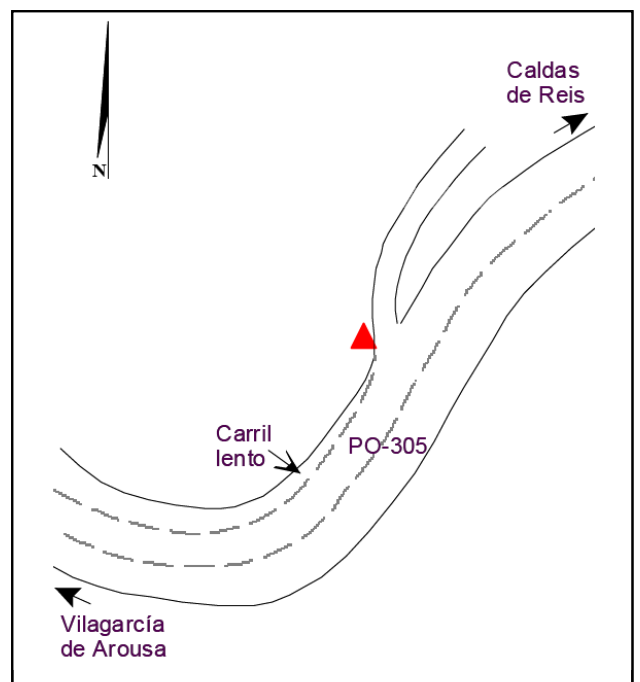 Caldas
de Reis
N
Carril
lento
PO-305
Vilagarcía
de Arousa